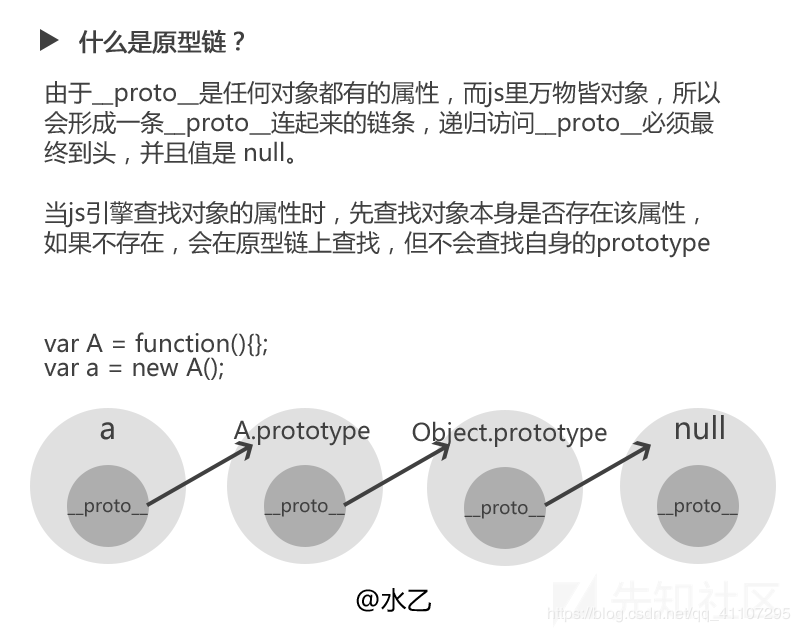 什么是原型链？
由于__proto__是任何对象都有的属性，而js里万物皆对象，所以
会形成一条__proto__连起来的链条，递归访问__proto__必须最
终到头，并且值是 null。
当js引擎查找对象的属性时，先查找对象本身是否存在该属性，
如果不存在，会在原型链上查找，但不会查找自身的prototype
var A = function(){};
var a = new A();
a
A.prototype
Object.prototype
null
__proto__
__proto__
__proto__
__proto__
@水乙
先知社区
https://blog.csdn.net/qq_41107295